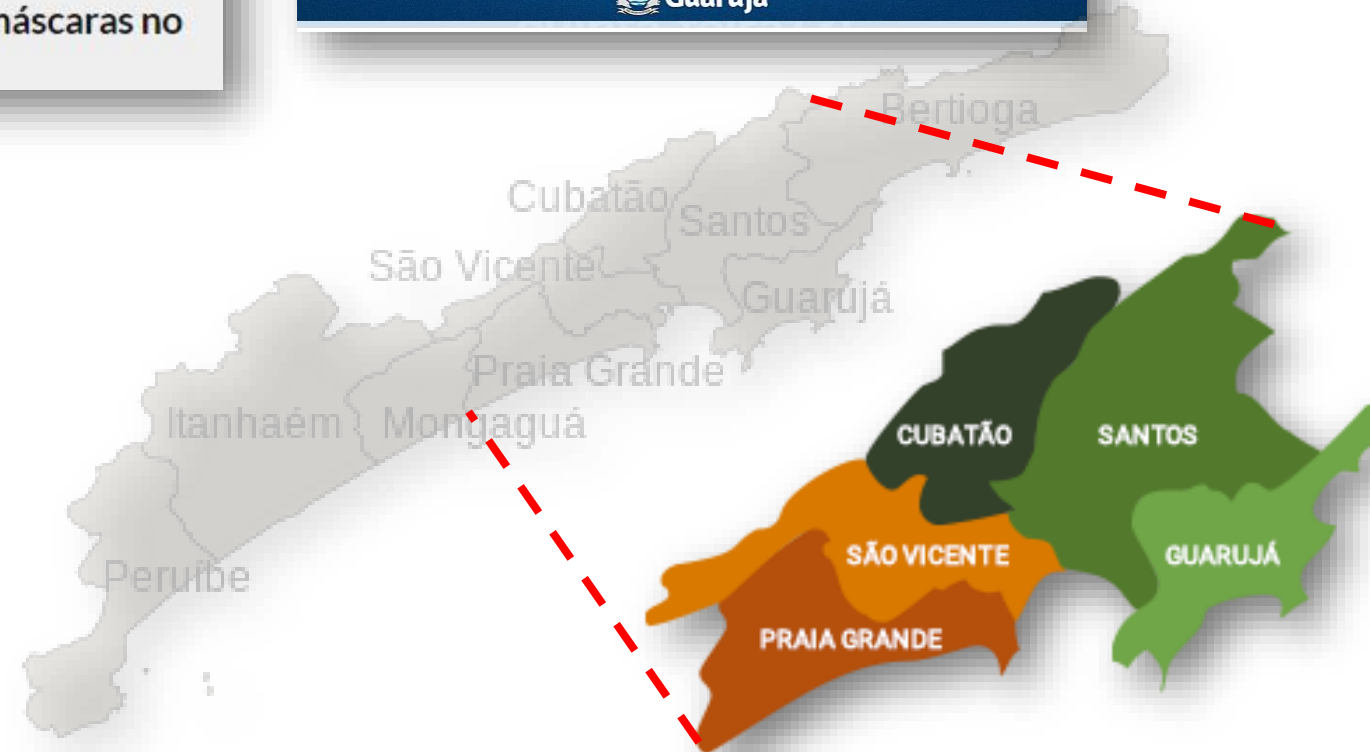 máscaras no
Guarujá
Bertioga
Cubatão
Santos
São Vicente
Guarujá
Praia Grande
Itanhaém
Mongaguá
Peruíbe
CUBATÃO
SANTOS
SÃO VICENTE
GUARUJÁ
PRAIA GRANDE